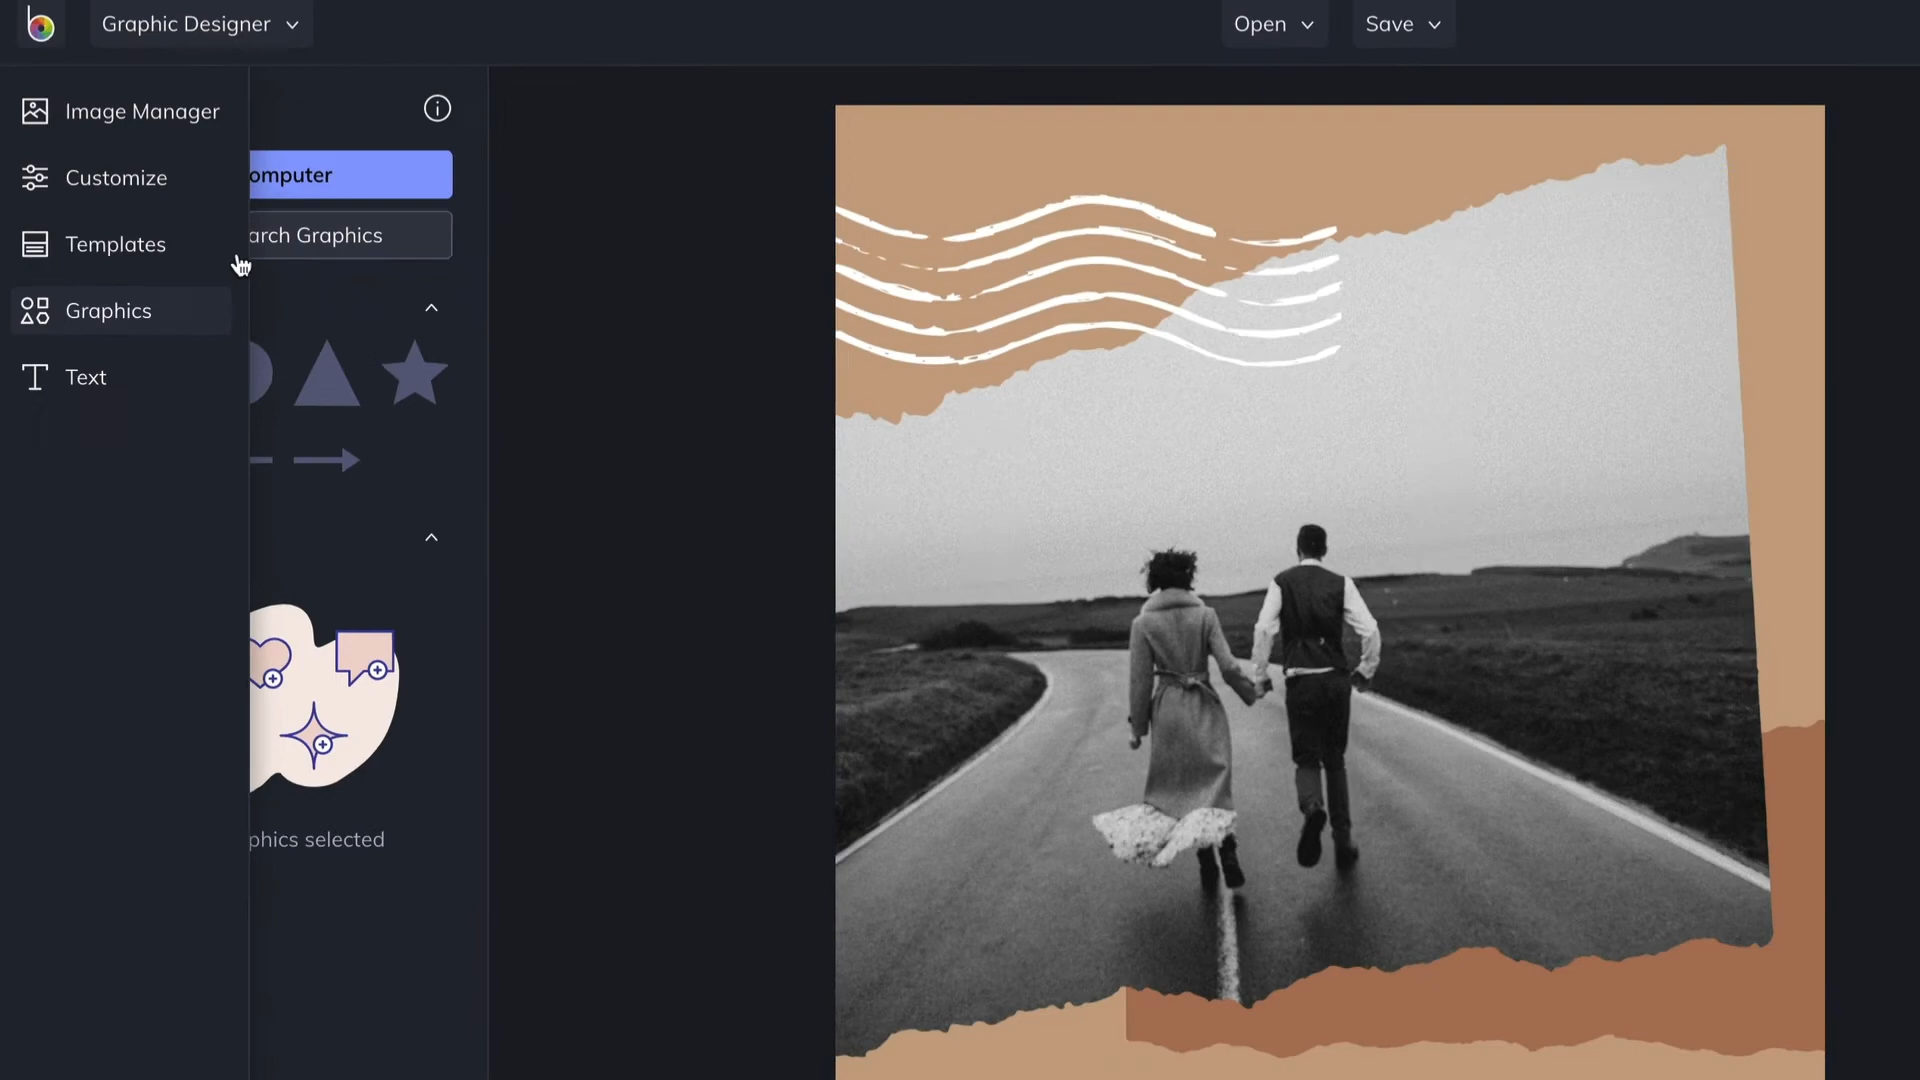 Graphic Designer
Open
Save
Image Manager
Customize
Templates
Graphics
Text
omputer
arch Graphics
phics selected